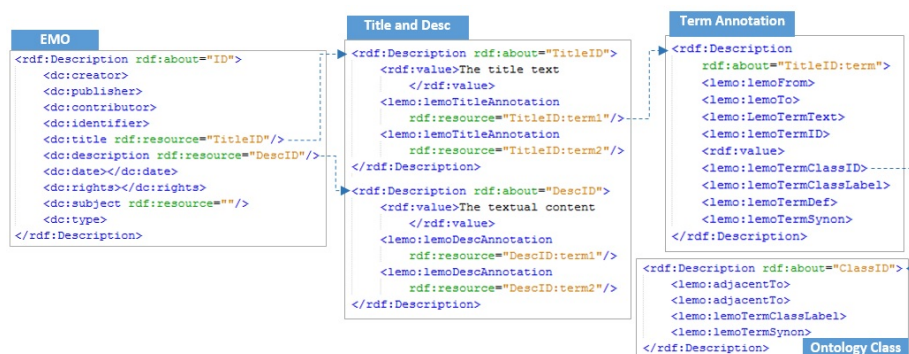 EMO
<rdf:Description rdf:about="ID">
<dc:creator>
<dc:publisher>
<dc:contributor>
<dc:identifier>
<dc:title rdf:resource="TitleID"/>
<dc:description rdf:resource="DescID"/>
<dc:date></dc:date>
<dc:rights></dc:rights>
<dc:subject rdf:resource=""/>
<dc:type>
</rdf:Description>
Title and Desc
<rdf:Description rdf:about="TitleID">
<rdf:value>The title text
</rdf:value>
<lemo:lemoTitleAnnotation
rdf:resource="TitleID:term1"/>
<lemo:lemoTitleAnnotation
rdf:resource="TitleID:term2"/>
</rdf:Description>
<rdf:Description rdf:about="DescID">
<rdf:value>The textual content
</rdf:value>
<lemo:lemoDescAnnotation
rdf:resource="DescID:term1"/>
<lemo:lemoDescAnnotation
rdf:resource="DescID:term2"/>
</rdf:Description>
Term Annotation
<rdf:Description
rdf:about="TitleID:term">
<lemo:lemoFrom>
<lemo:lemoTo>
<lemo:LemoTermText>
<lemo:lemoTermID>
<rdf:value>
<lemo:lemoTermClassID>
<lemo:lemoTermClassLabel>
<lemo:lemoTermDef>
<lemo:lemoTermSynon>
</rdf:Description>
<rdf:Description rdf:about="ClassID">
<lemo:adjacentTo>
<lemo:adjacentTo>
<lemo:lemoTermClassLabel>
<lemo:lemoTermSynon>
</rdf:Description>
Ontology Class